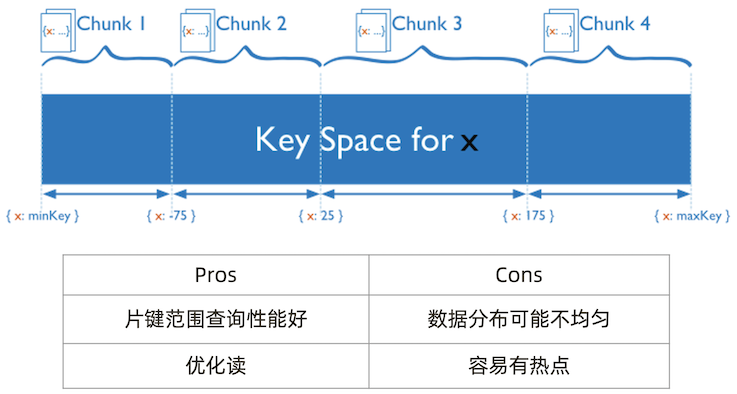 {x: ...} Chunk 1 {x: ...} Chunk 2 {x: ...} Chunk 3 {x: ...} Chunk 4
Key Space for x
{ x: minKey } { x: -75 } { x: 25 } { x: 175 } { x: maxKey }
Pros Cons
片键范围查询性能好 数据分布可能不均匀
优化读 容易有热点